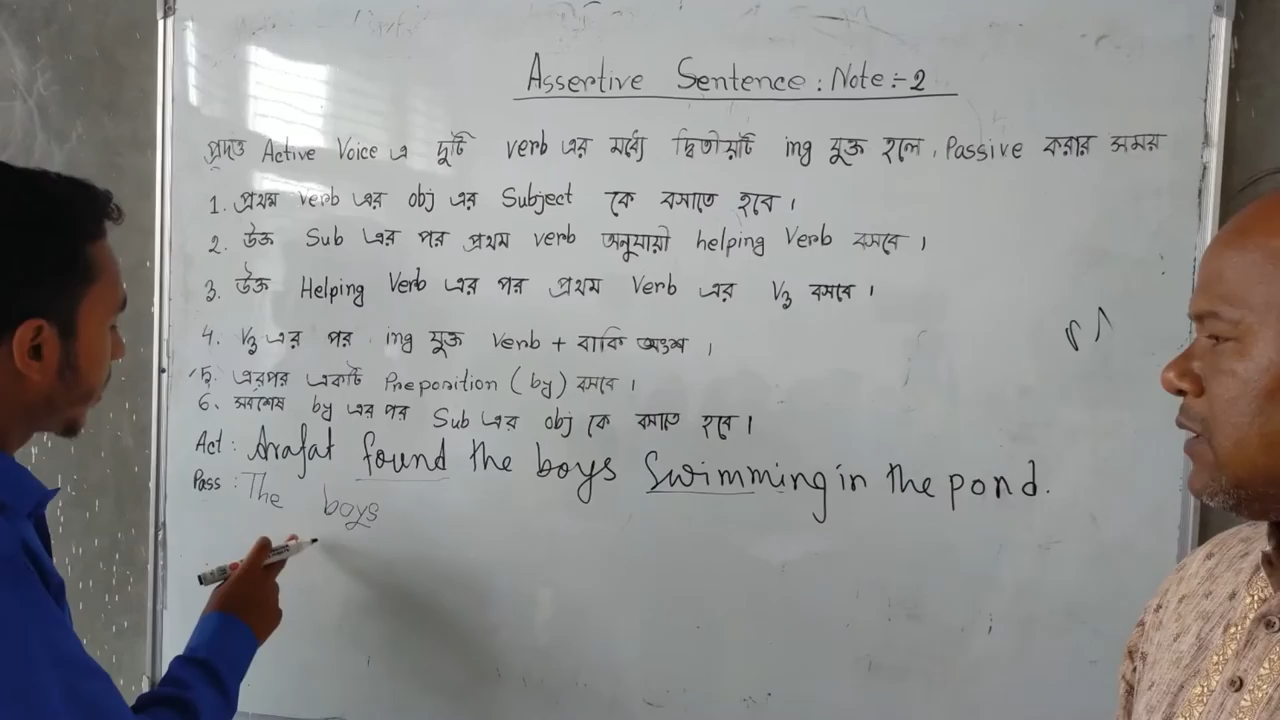 Assertive Sentence : Note :- 2
প্রদত্ত Active Voice এ দুটি verb এর মধ্যে দ্বিতীয়টি ing যুক্ত হলে, Passive করার সময়
1. প্রথম verb এর obj এর Subject কে বসাতে হবে।
2. উক্ত Sub এর পর প্রথম verb অনুযায়ী helping Verb বসবে।
3. উক্ত Helping Verb এর পর প্রথম Verb এর V3 বসবে।
4. V3 এর পর ing যুক্ত verb + বাকি অংশ।
5. এরপর একটি Preposition (by) বসবে।
6. সর্বশেষ by এর পর Sub এর obj কে বসাতে হবে।
Act : Arafat found the boys Swimming in the pond.
Pass : The boys